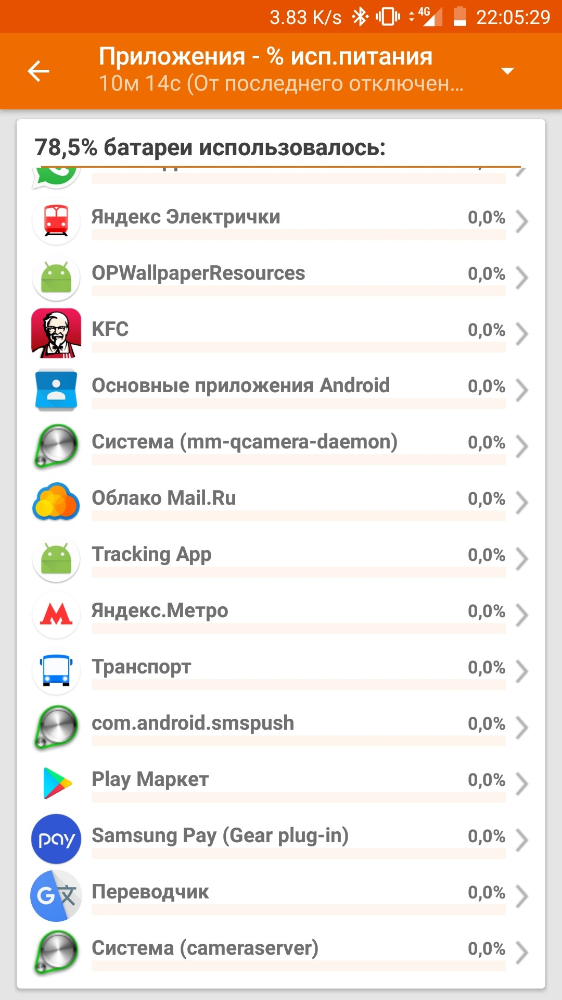 3.83 K/s 4G 22:05:29
Приложения - % исп.питания
10м 14с (От последнего отключен...
78,5% батареи использовалось:
Яндекс Электрички 0,0%
OPWallpaperResources 0,0%
KFC 0,0%
Основные приложения Android 0,0%
Система (mm-qcamera-daemon) 0,0%
Облако Mail.Ru 0,0%
Tracking App 0,0%
Яндекс.Метро 0,0%
Транспорт 0,0%
com.android.smspush 0,0%
Play Маркет 0,0%
pay Samsung Pay (Gear plug-in) 0,0%
G文 Переводчик 0,0%
Система (cameraserver) 0,0%